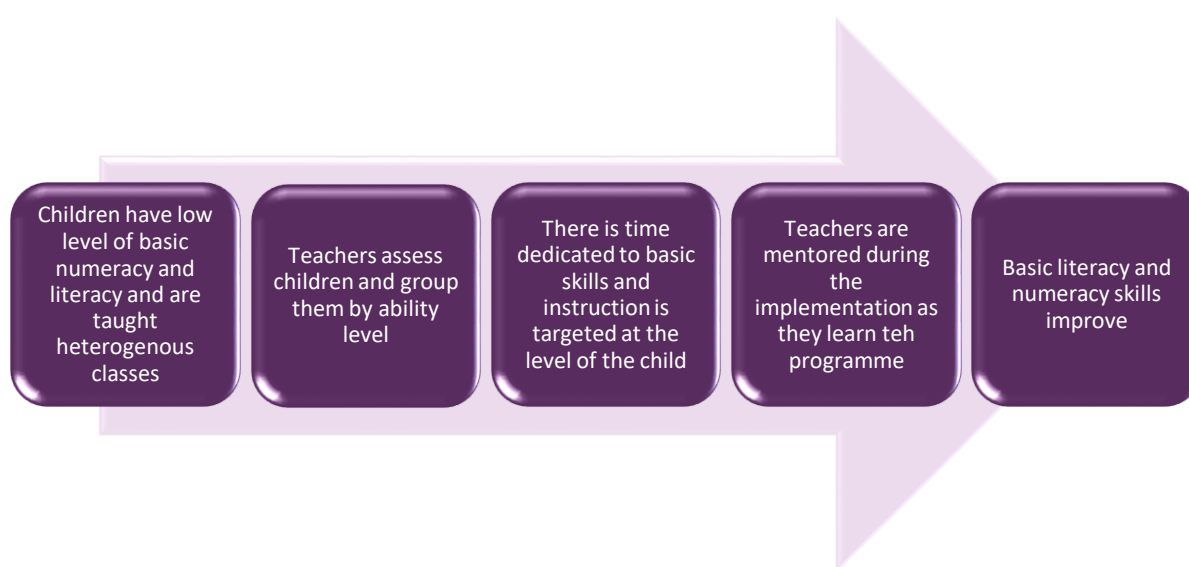 Children have low
level of basic
numeracy and
literacy and are
taught
heterogenous
classes
Teachers assess
children and group
them by ability
level
There is time
dedicated to basic
skills and
instruction is
targeted at the
level of the child
Teachers are
mentored during
the
implementation as
they learn teh
programme
Basic literacy and
numeracy skills
improve